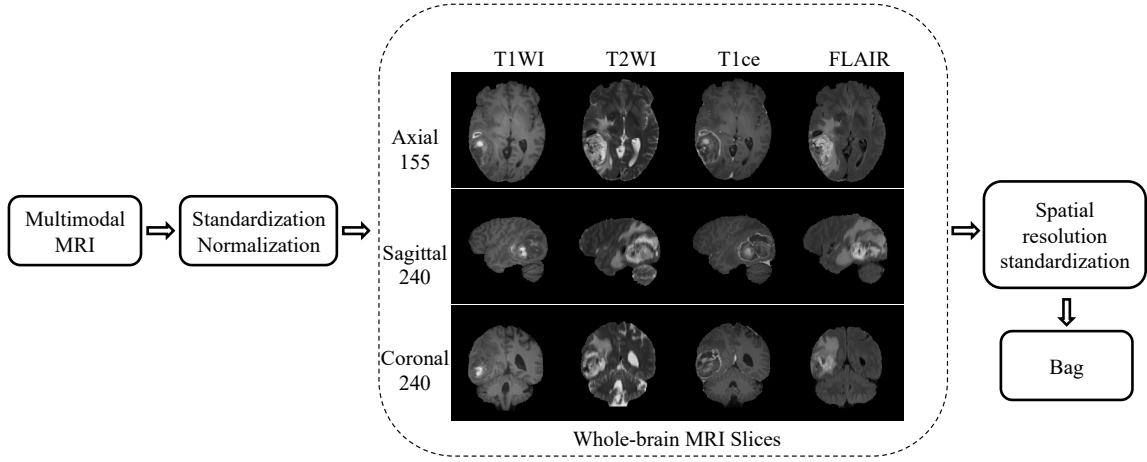 Multimodal
MRI
Standardization
Normalization
T1WI T2WI T1ce FLAIR
Axial
155
Sagittal
240
Coronal
240
Whole-brain MRI Slices
Spatial
resolution
standardization
Bag